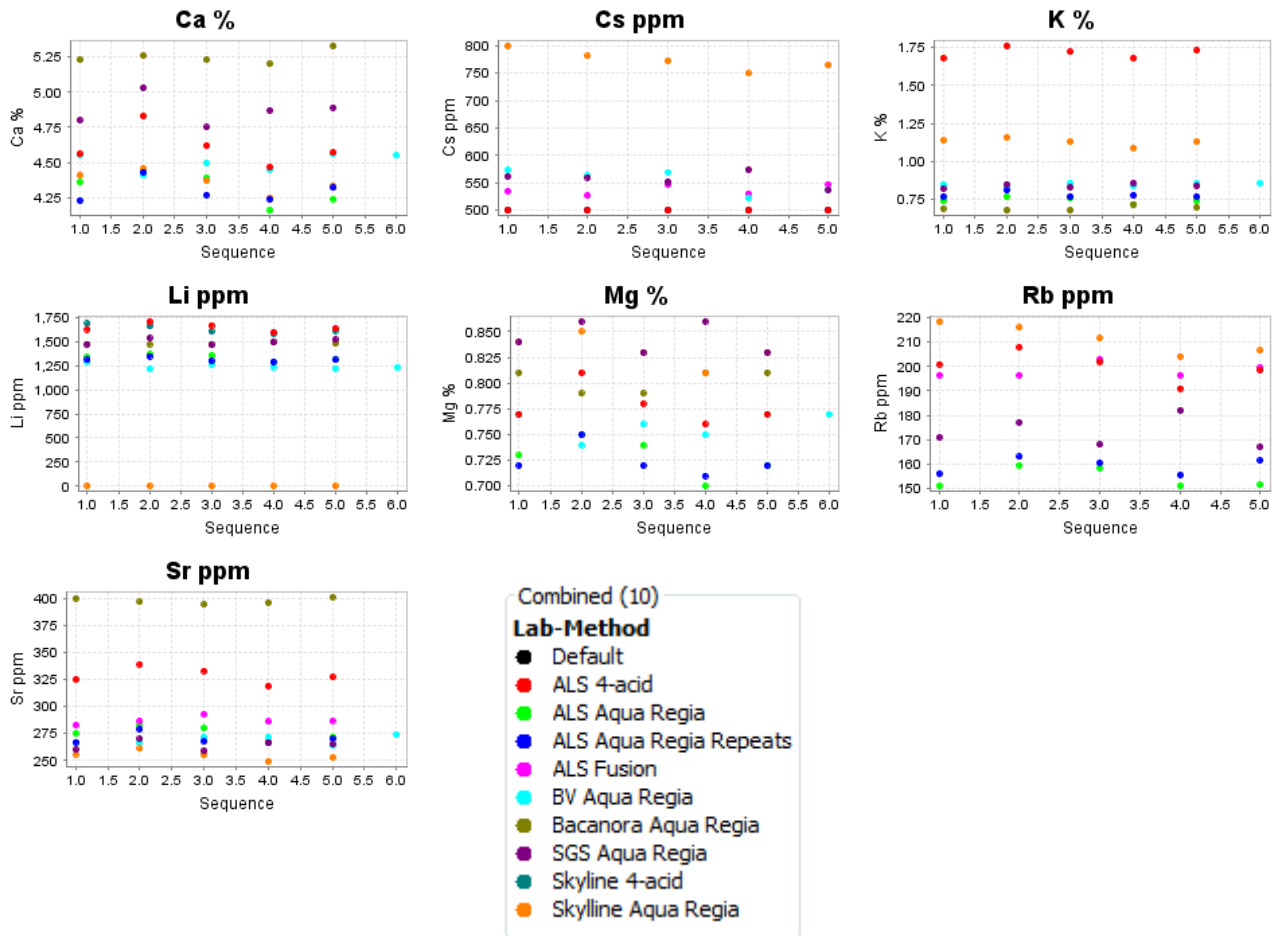 Ca %
5.25
5.00
4.75
4.50
4.25
Ca %
1.0 1.5 2.0 2.5 3.0 3.5 4.0 4.5 5.0 5.5 6.0
Sequence
Cs ppm
800
750
700
650
600
550
500
Cs ppm
1.0 1.5 2.0 2.5 3.0 3.5 4.0 4.5 5.0
Sequence
K %
1.75
1.50
1.25
1.00
0.75
K %
1.0 1.5 2.0 2.5 3.0 3.5 4.0 4.5 5.0 5.5 6.0
Sequence
Li ppm
1,750
1,500
1,250
1,000
750
500
250
0
Li ppm
1.0 1.5 2.0 2.5 3.0 3.5 4.0 4.5 5.0 5.5 6.0
Sequence
Mg %
0.850
0.825
0.800
0.775
0.750
0.725
0.700
Mg %
1.0 1.5 2.0 2.5 3.0 3.5 4.0 4.5 5.0 5.5 6.0
Sequence
Rb ppm
220
210
200
190
180
170
160
150
Rb ppm
1.0 1.5 2.0 2.5 3.0 3.5 4.0 4.5 5.0
Sequence
Sr ppm
400
375
350
325
300
275
250
Sr ppm
1.0 1.5 2.0 2.5 3.0 3.5 4.0 4.5 5.0 5.5 6.0
Sequence
Combined (10)
Lab-Method
Default
ALS 4-acid
ALS Aqua Regia
ALS Aqua Regia Repeats
ALS Fusion
BV Aqua Regia
Bacanora Aqua Regia
SGS Aqua Regia
Skyline 4-acid
Skylline Aqua Regia